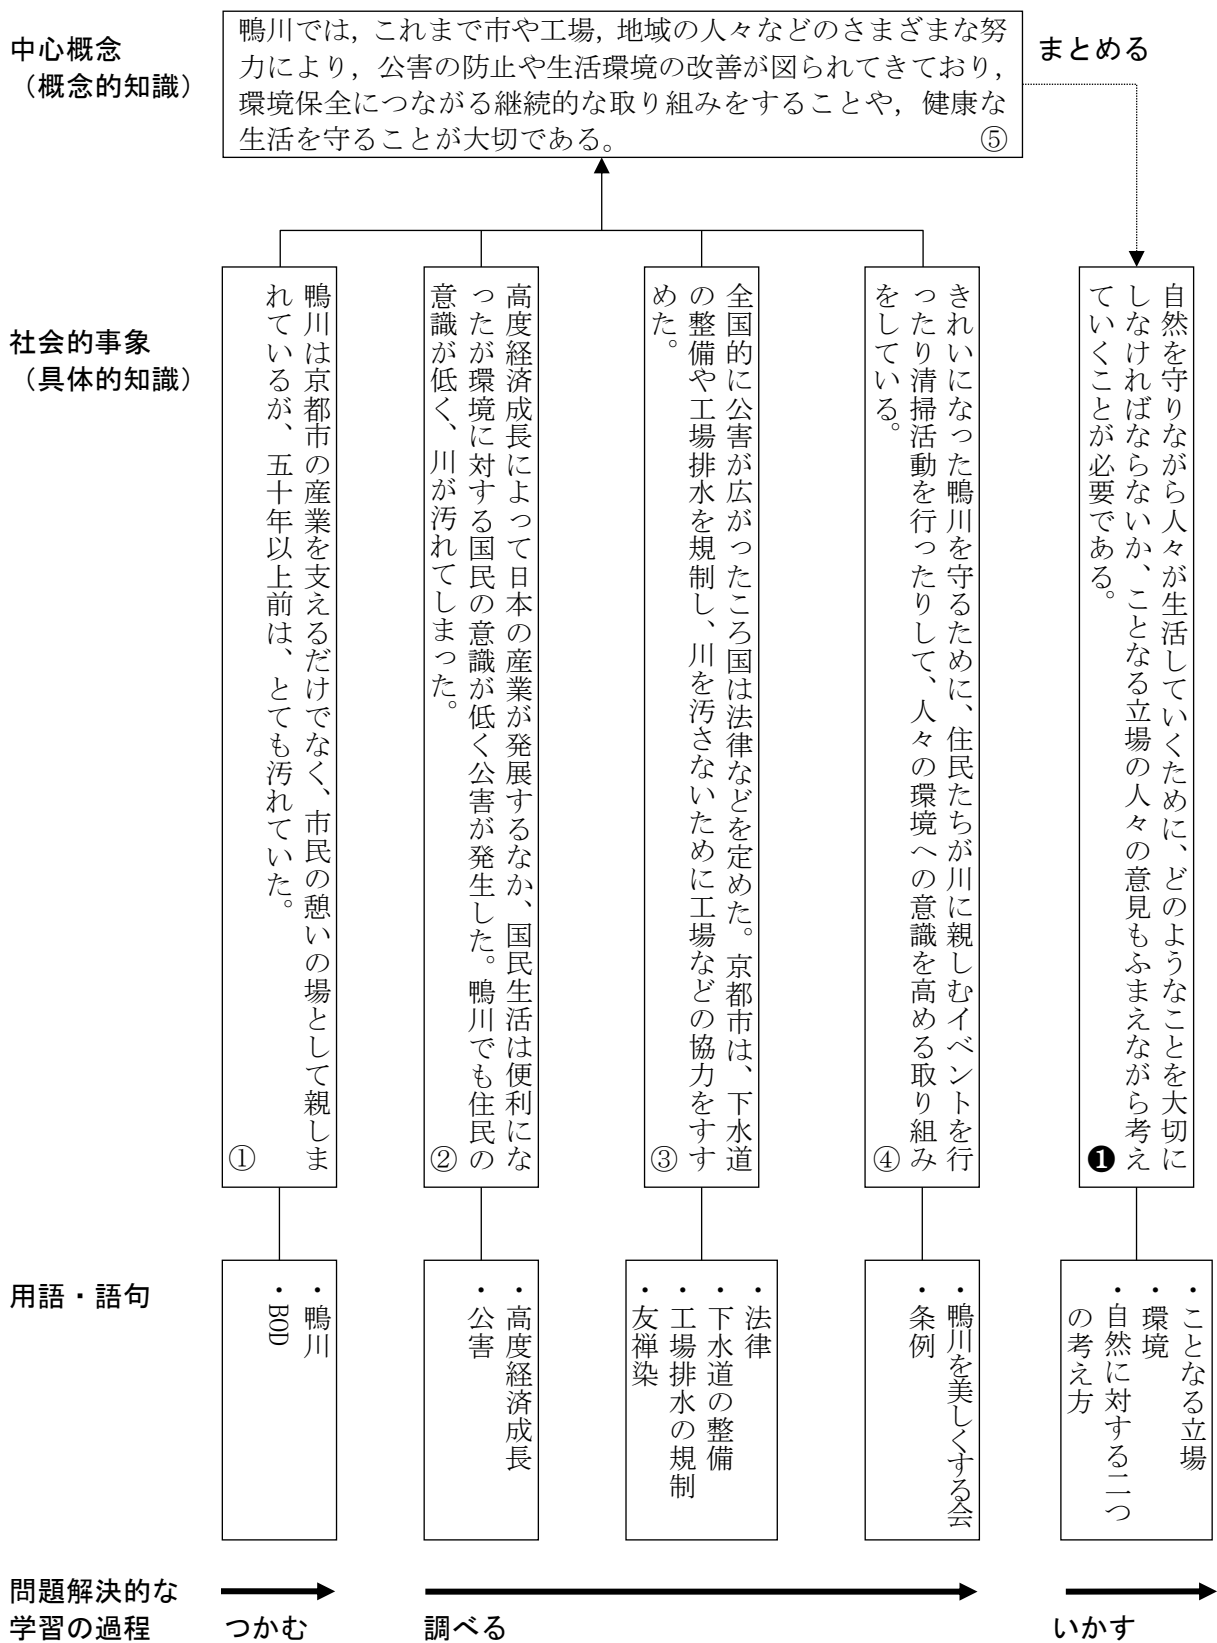 中心概念
（概念的知識）
鴨川では，これまで市や工場，地域の人々などのさまざまな努
力により，公害の防止や生活環境の改善が図られてきており，
環境保全につながる継続的な取り組みをすることや，健康な
生活を守ることが大切である。 ⑤
まとめる
社会的事象
（具体的知識）
鴨川は京都市の産業を支えるだけでなく、市民の憩いの場として親しま
れているが、五十年以上前は、とても汚れていた。
①
高度経済成長によって日本の産業が発展するなか、国民生活は便利にな
ったが環境に対する国民の意識が低く公害が発生した。鴨川でも住民の
意識が低く、川が汚れてしまった。
②
全国的に公害が広がったころ国は法律などを定めた。京都市は、下水道
の整備や工場排水を規制し、川を汚さないために工場などの協力をすす
めた。
③
きれいになった鴨川を守るために、住民たちが川に親しむイベントを行
ったり清掃活動を行ったりして、人々の環境への意識を高める取り組み
をしている。
④
自然を守りながら人々が生活していくために、どのようなことを大切に
しなければならないか、ことなる立場の人々の意見もふまえながら考え
ていくことが必要である。
❶
用語・語句
・鴨川
・BOD
・高度経済成長
・公害
・法律
・下水道の整備
・工場排水の規制
・友禅染
・鴨川を美しくする会
・条例
・ことなる立場
・環境
・自然に対する二つ
の考え方
問題解決的な
学習の過程
つかむ
調べる
いかす